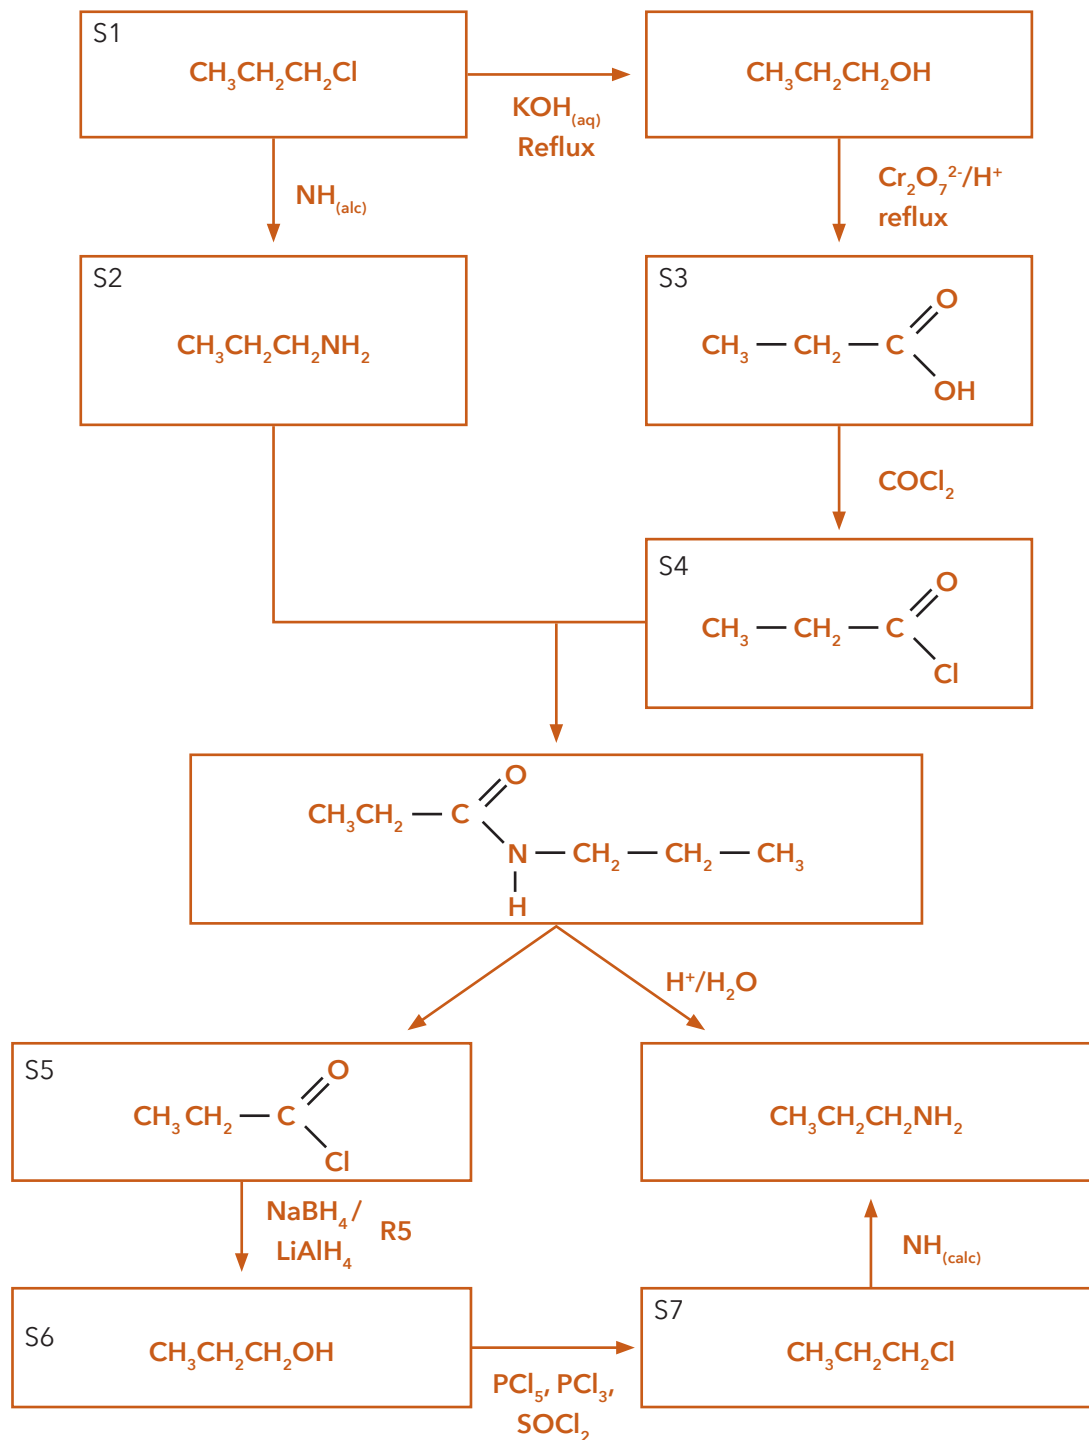 S1
CH₃CH₂CH₂Cl
KOH₍aq₎
Reflux
CH₃CH₂CH₂OH
NH₍alc₎
Cr₂O₇²⁻/H⁺
reflux
S2
CH₃CH₂CH₂NH₂
S3
O
CH₃ — CH₂ — C
OH
COCl₂
S4
O
CH₃ — CH₂ — C
Cl
O
CH₃CH₂ — C
N — CH₂ — CH₂ — CH₃
H
H⁺/H₂O
S5
O
CH₃CH₂ — C
Cl
CH₃CH₂CH₂NH₂
NaBH₄/
LiAlH₄
R5
NH₍calc₎
S6
CH₃CH₂CH₂OH
PCl₅, PCl₃,
SOCl₂
S7
CH₃CH₂CH₂Cl